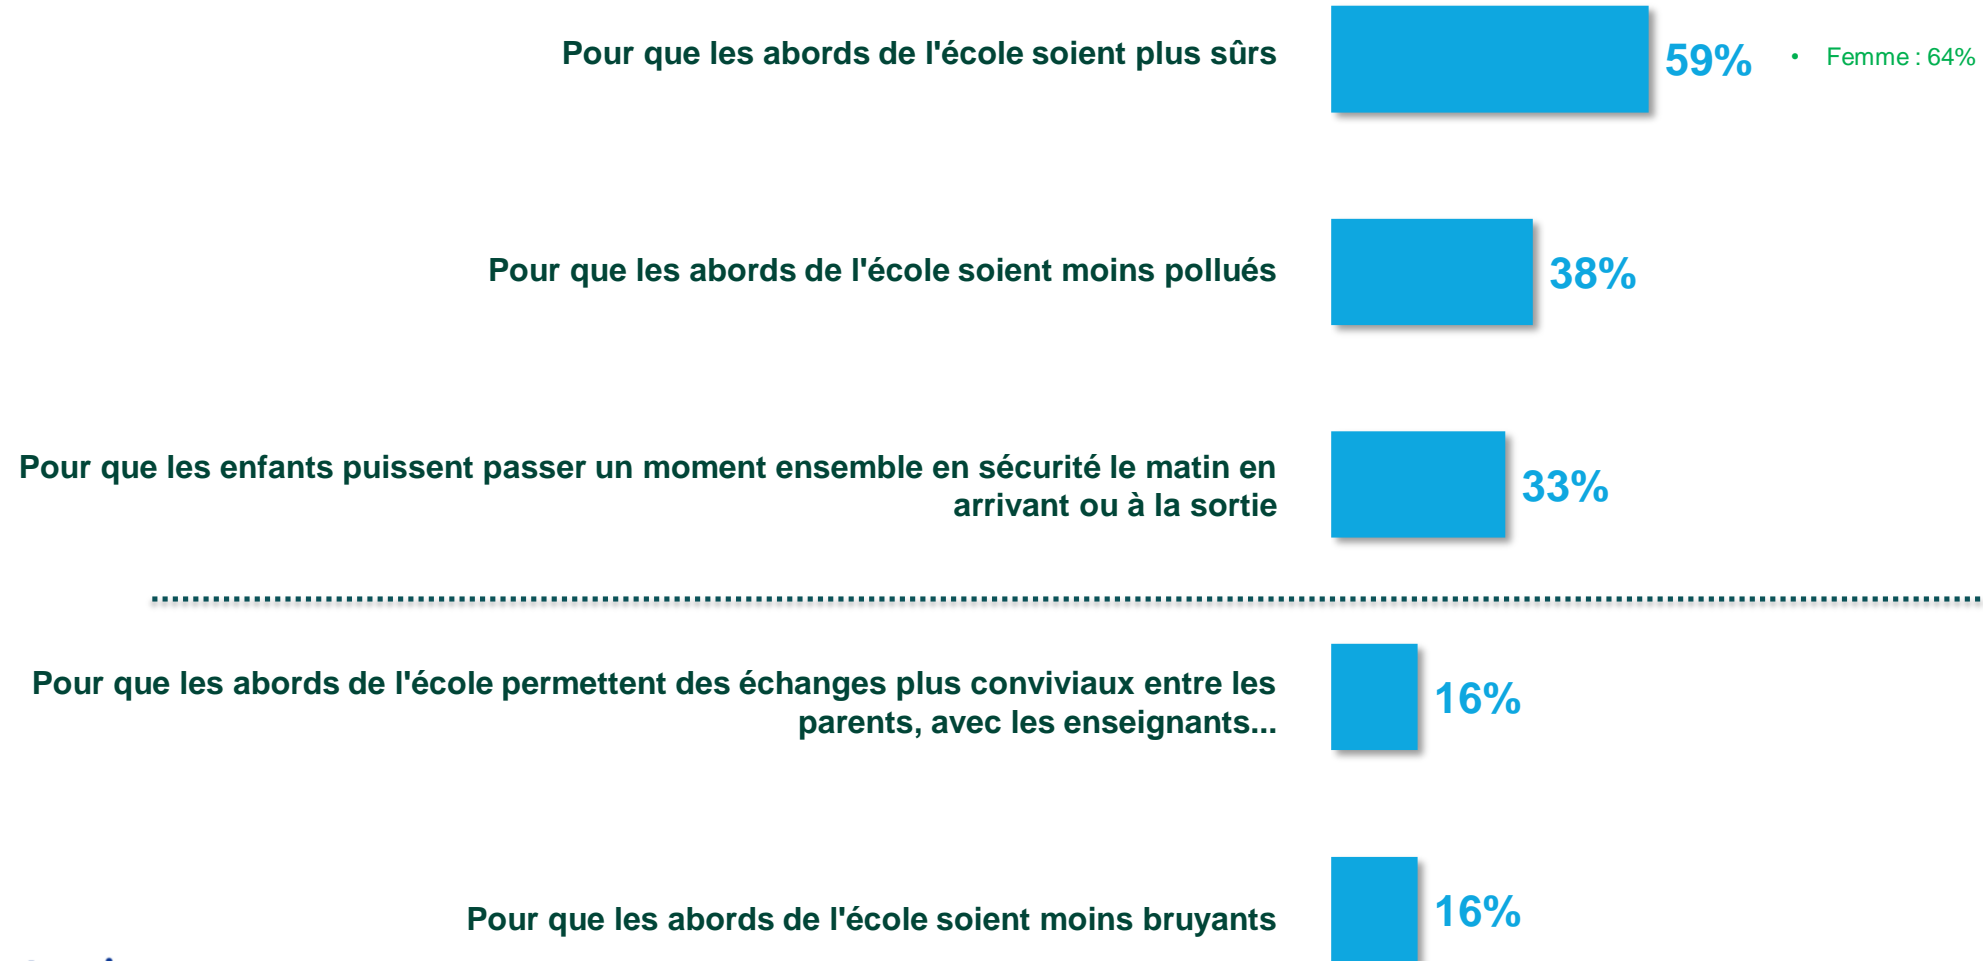 Pour que les abords de l'école soient plus sûrs
59%
• Femme : 64%
Pour que les abords de l'école soient moins pollués
38%
Pour que les enfants puissent passer un moment ensemble en sécurité le matin en
arrivant ou à la sortie
33%
Pour que les abords de l'école permettent des échanges plus conviviaux entre les
parents, avec les enseignants...
16%
Pour que les abords de l'école soient moins bruyants
16%